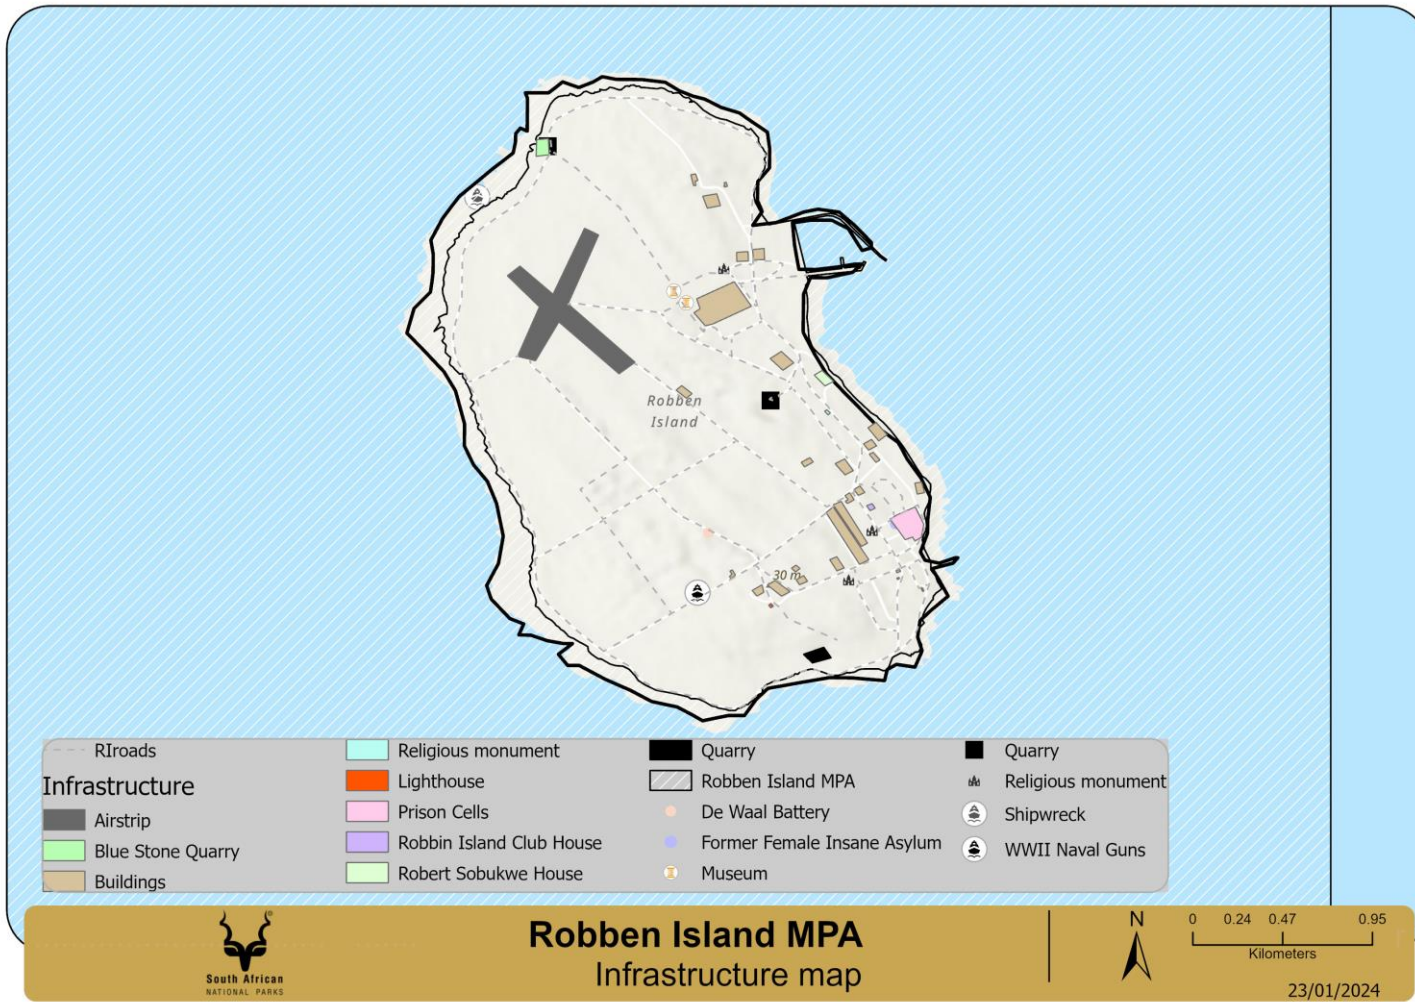 Robben
Island
30 m
RIroads
Infrastructure
Airstrip
Blue Stone Quarry
Buildings
Religious monument
Lighthouse
Prison Cells
Robbin Island Club House
Robert Sobukwe House
Quarry
Robben Island MPA
De Waal Battery
Former Female Insane Asylum
Museum
Quarry
Religious monument
Shipwreck
WWII Naval Guns
South African
NATIONAL PARKS
Robben Island MPA
Infrastructure map
N
0 0.24 0.47 0.95
Kilometers
23/01/2024